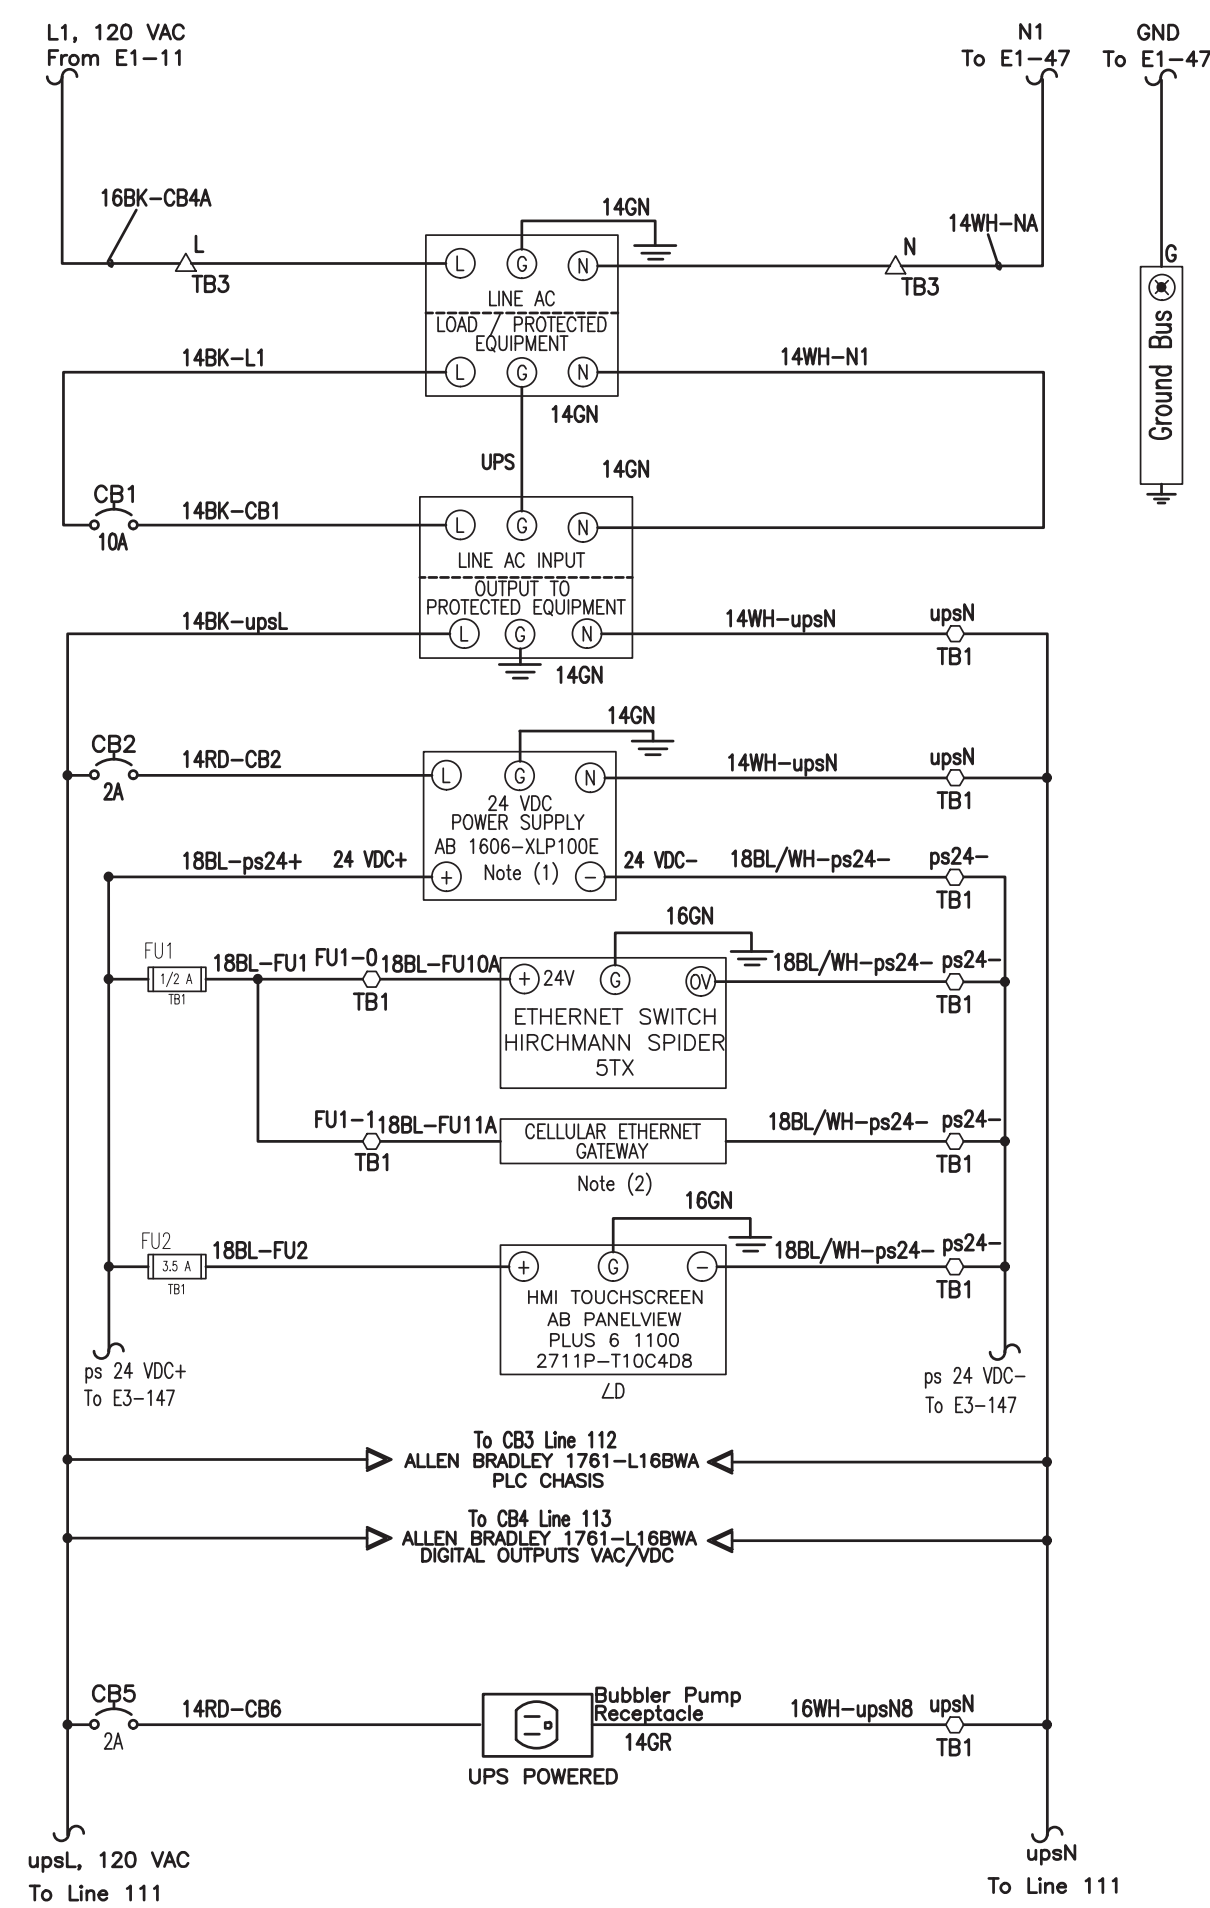 L1, 120 VAC
From E1-11
N1
To E1-47
GND
To E1-47
16BK-CB4A
14GN
14WH-NA
L
TB3
L
G
N
N
TB3
G
LINE AC
LOAD / PROTECTED
EQUIPMENT
14BK-L1
L
G
N
14WH-N1
Ground Bus
14GN
UPS
14GN
CB1
10A
14BK-CB1
L
G
N
LINE AC INPUT
OUTPUT TO
PROTECTED EQUIPMENT
14BK-upsL
L
G
N
14WH-upsN
upsN
TB1
14GN
14GN
CB2
2A
14RD-CB2
L
G
N
14WH-upsN
upsN
TB1
24 VDC
POWER SUPPLY
AB 1606-XLP100E
Note (1)
18BL-ps24+
24 VDC+
+
-
24 VDC-
18BL/WH-ps24-
ps24-
TB1
16GN
FU1
1/2 A
TB1
18BL-FU1
FU1-0
TB1
18BL-FU10A
+ 24V
G
0V
18BL/WH-ps24-
ps24-
TB1
ETHERNET SWITCH
HIRCHMANN SPIDER
5TX
FU1-1
TB1
18BL-FU11A
CELLULAR ETHERNET
GATEWAY
18BL/WH-ps24-
ps24-
TB1
Note (2)
16GN
FU2
3.5 A
TB1
18BL-FU2
+
G
-
18BL/WH-ps24-
ps24-
TB1
HMI TOUCHSCREEN
AB PANELVIEW
PLUS 6 1100
2711P-T10C4D8
∠D
ps 24 VDC+
To E3-147
ps 24 VDC-
To E3-147
To CB3 Line 112
ALLEN BRADLEY 1761-L16BWA
PLC CHASIS
To CB4 Line 113
ALLEN BRADLEY 1761-L16BWA
DIGITAL OUTPUTS VAC/VDC
CB5
2A
14RD-CB6
Bubbler Pump
Receptacle
14GR
16WH-upsN8
upsN
TB1
UPS POWERED
upsL, 120 VAC
To Line 111
upsN
To Line 111